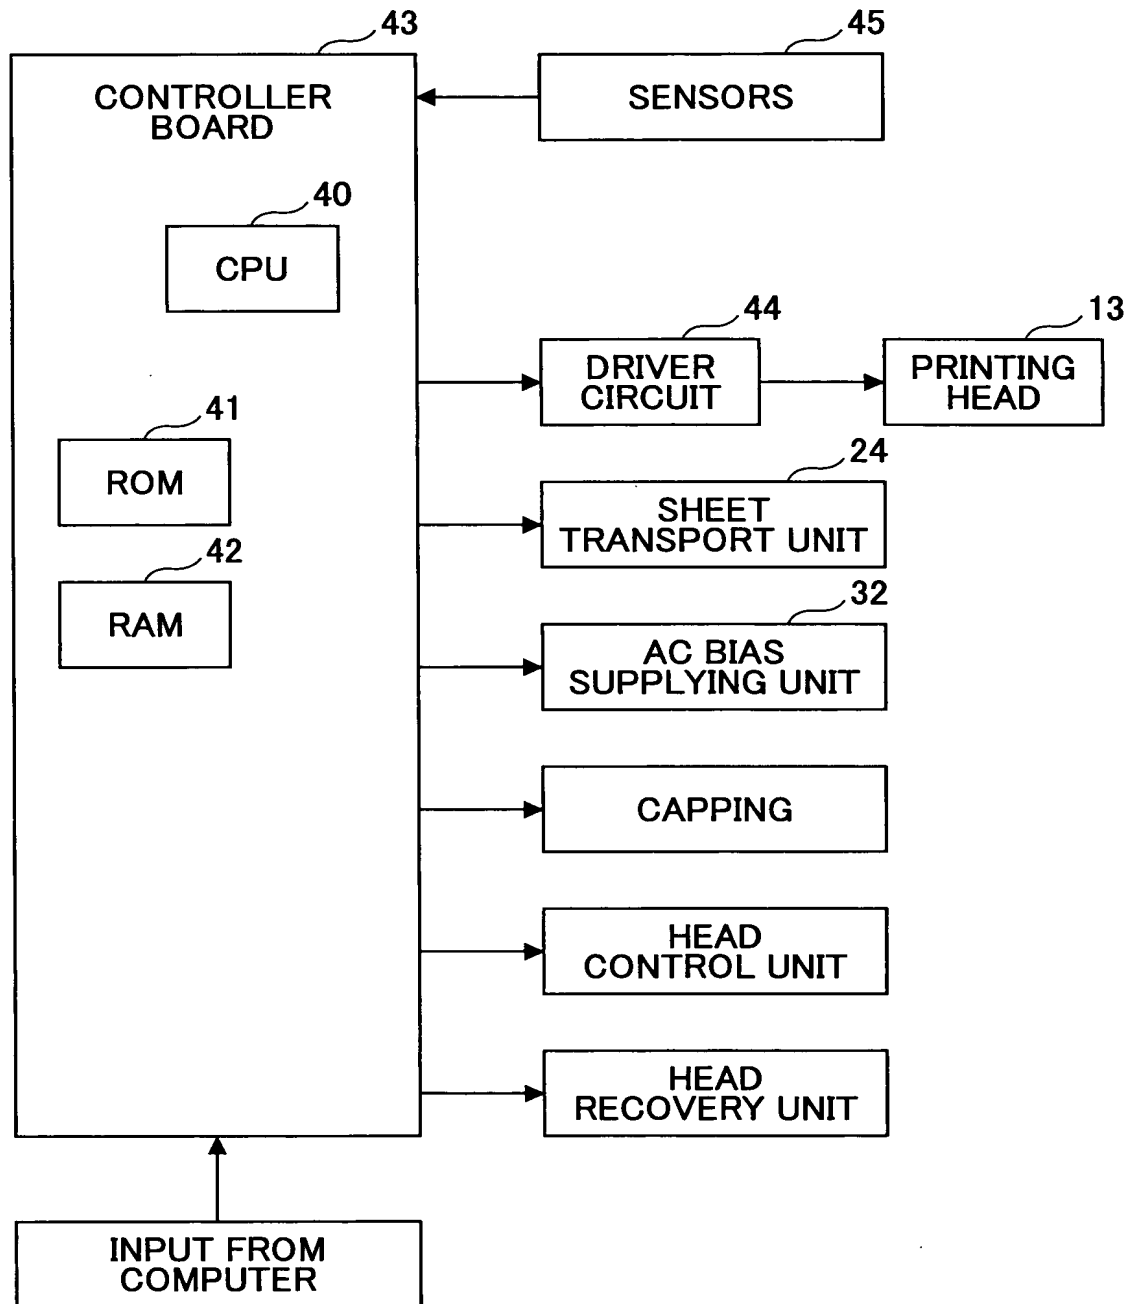 43
45
CONTROLLER
BOARD
SENSORS
40
CPU
44
13
DRIVER
CIRCUIT
PRINTING
HEAD
41
ROM
24
SHEET
TRANSPORT UNIT
42
RAM
32
AC BIAS
SUPPLYING UNIT
CAPPING
HEAD
CONTROL UNIT
HEAD
RECOVERY UNIT
INPUT FROM
COMPUTER